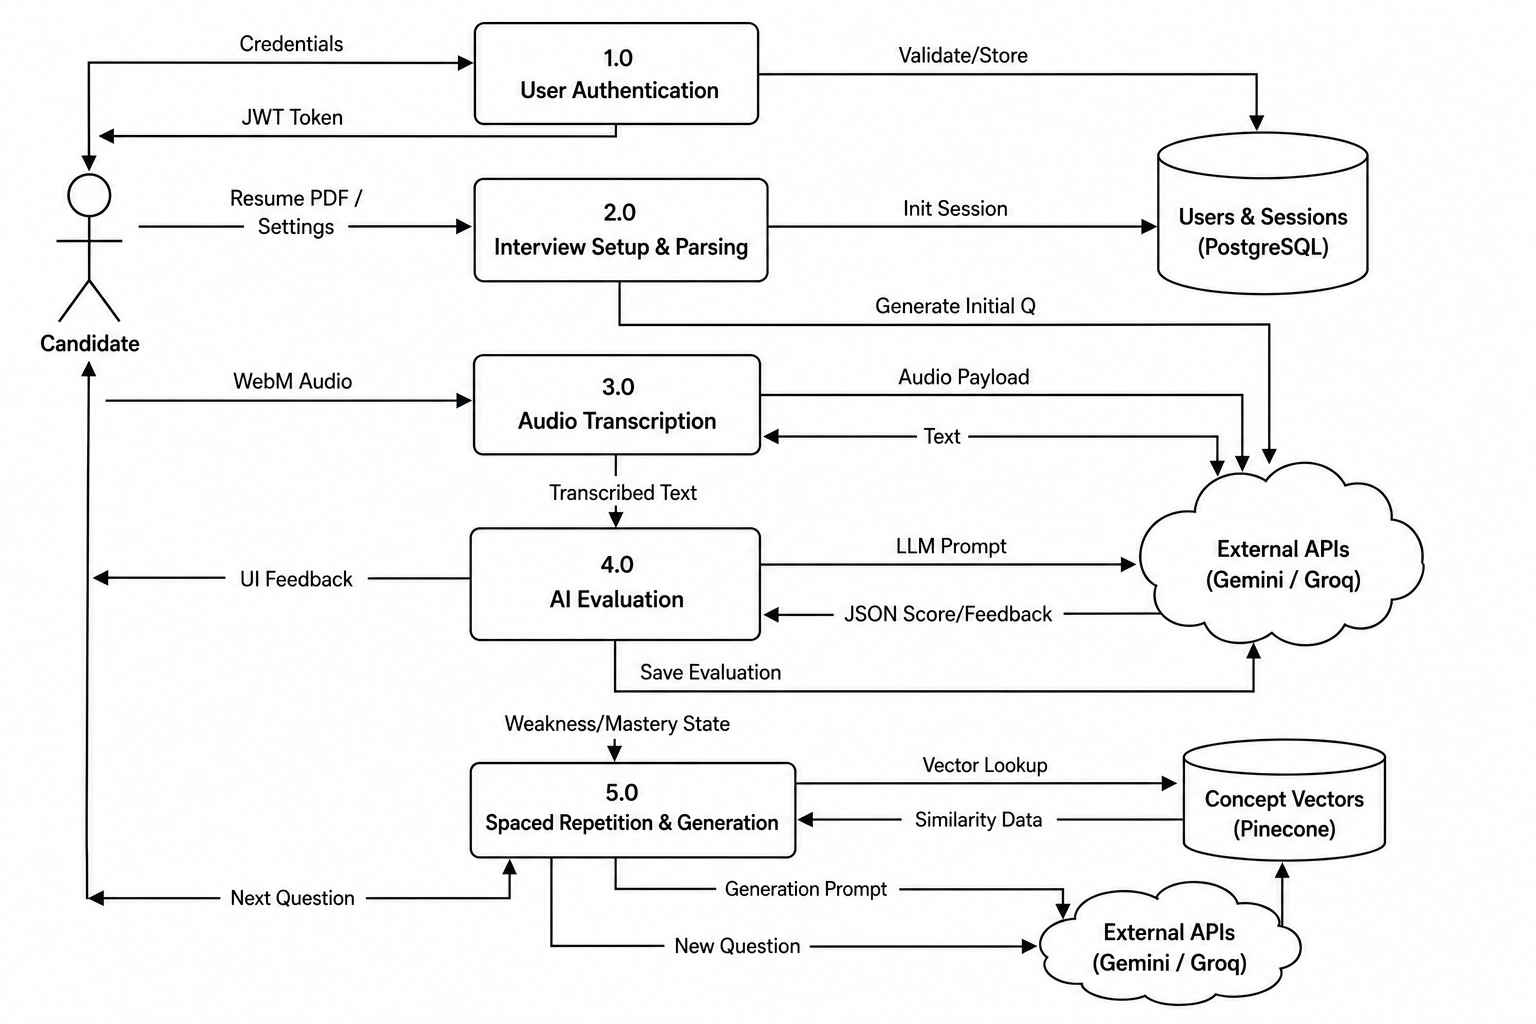 Credentials
1.0
User Authentication
Validate/Store
JWT Token
Resume PDF /
Settings
2.0
Interview Setup & Parsing
Init Session
Users & Sessions
(PostgreSQL)
Generate Initial Q
Candidate
WebM Audio
3.0
Audio Transcription
Audio Payload
Text
Transcribed Text
4.0
AI Evaluation
UI Feedback
LLM Prompt
JSON Score/Feedback
External APIs
(Gemini / Groq)
Save Evaluation
Weakness/Mastery State
5.0
Spaced Repetition & Generation
Vector Lookup
Similarity Data
Concept Vectors
(Pinecone)
Next Question
Generation Prompt
New Question
External APIs
(Gemini / Groq)